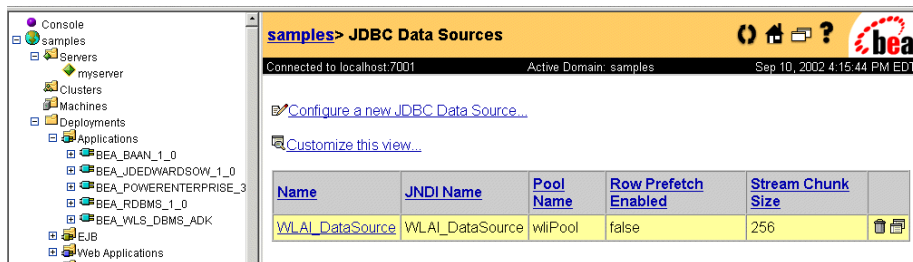 Console
samples
Servers
myserver
Clusters
Machines
Deployments
Applications
BEA_BAAN_1_0
BEA_JDEDWARDSOW_1_0
BEA_POWERENTERPRISE_3
BEA_RDBMS_1_0
BEA_WLS_DBMS_ADK
EJB
Web Applications
samples> JDBC Data Sources
? bea
Connected to localhost:7001 Active Domain: samples Sep 10, 2002 4:15:44 PM EDT
Configure a new JDBC Data Source...
Customize this view...
Name JNDI Name Pool Name Row Prefetch Enabled Stream Chunk Size
WLAI_DataSource WLAI_DataSource wliPool false 256